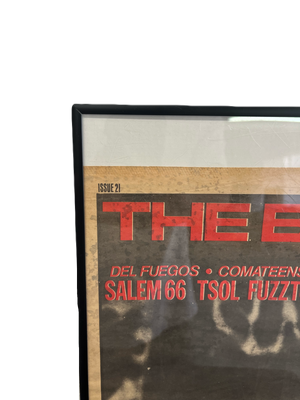 ISSUE 21
THE B
DEL FUEGOS • COMATEENS
SALEM 66 TSOL FUZZT